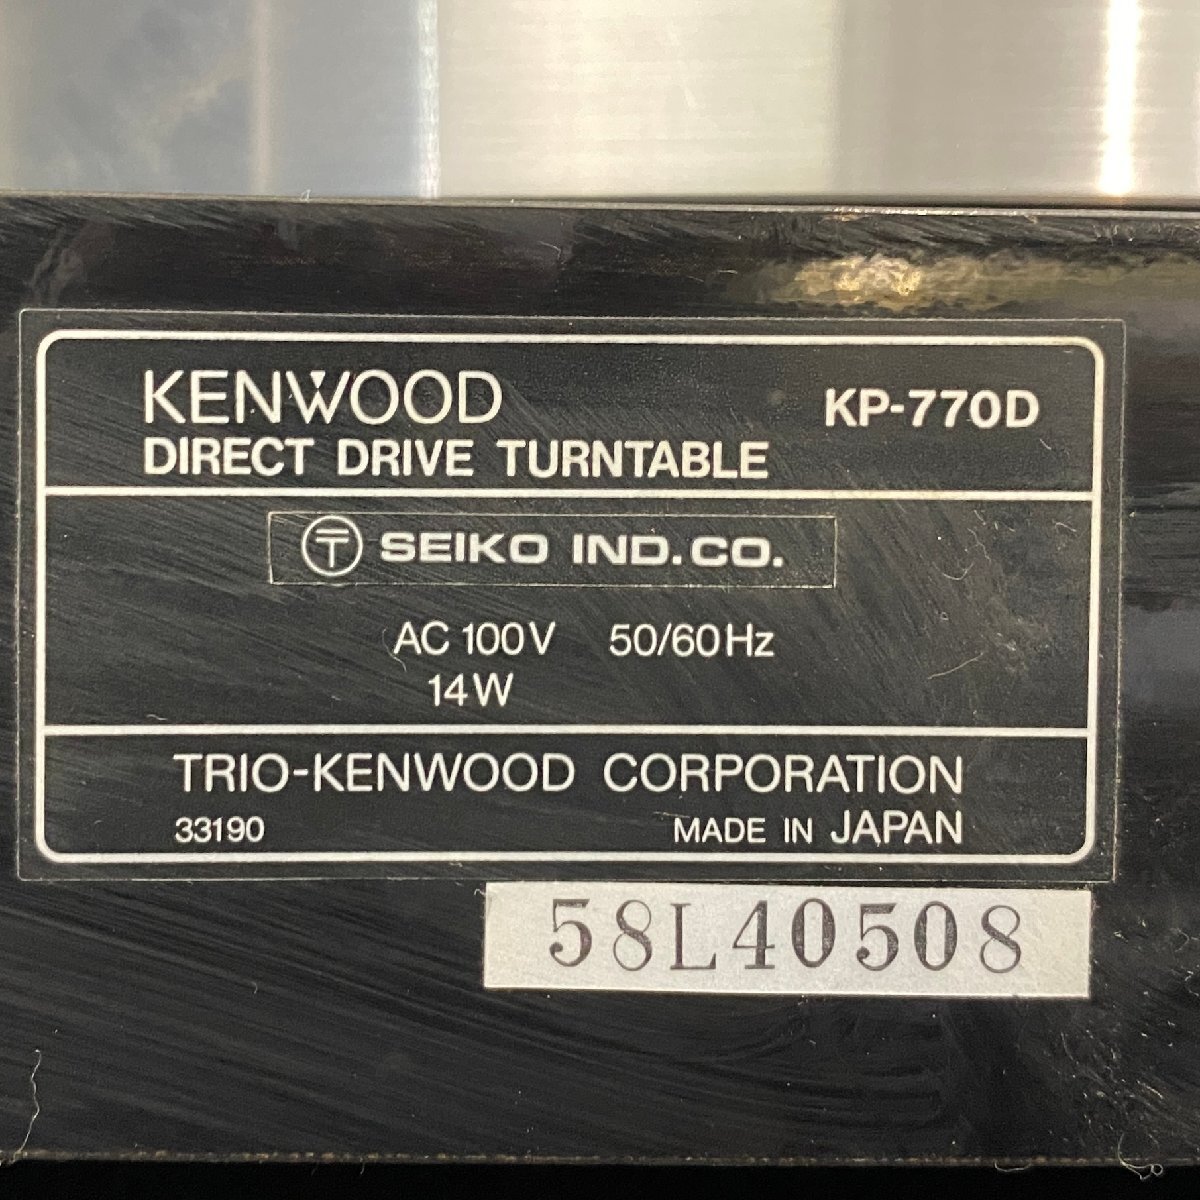 KENWOOD KP-770D
DIRECT DRIVE TURNTABLE
〒 SEIKO IND.CO.
AC 100V 50/60Hz
14W
TRIO-KENWOOD CORPORATION
33190 MADE IN JAPAN
58L40508